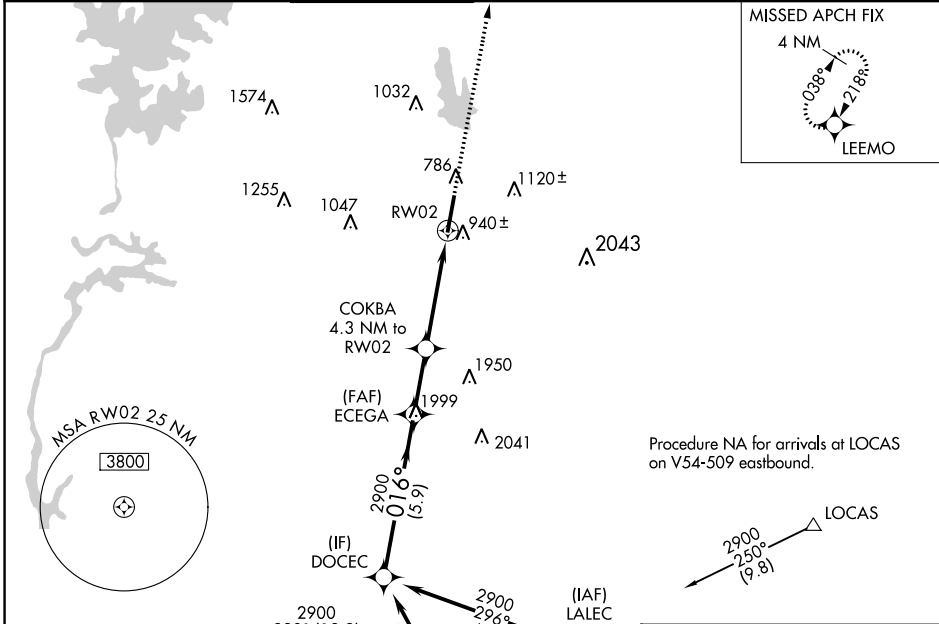 MISSED APCH FIX
4 NM
038°
218°
LEEMO
1574
1032
786
1120±
1255
1047
RW02
940±
2043
COKBA
4.3 NM to
RW02
1950
(FAF)
ECEGA
1999
2041
MSA RW02 25 NM
3800
Procedure NA for arrivals at LOCAS
on V54-509 eastbound.
2900
016°
(5.9)
LOCAS
2900
250°
(9.8)
(IF)
DOCEC
2900
296°
(IAF)
LALEC
2900